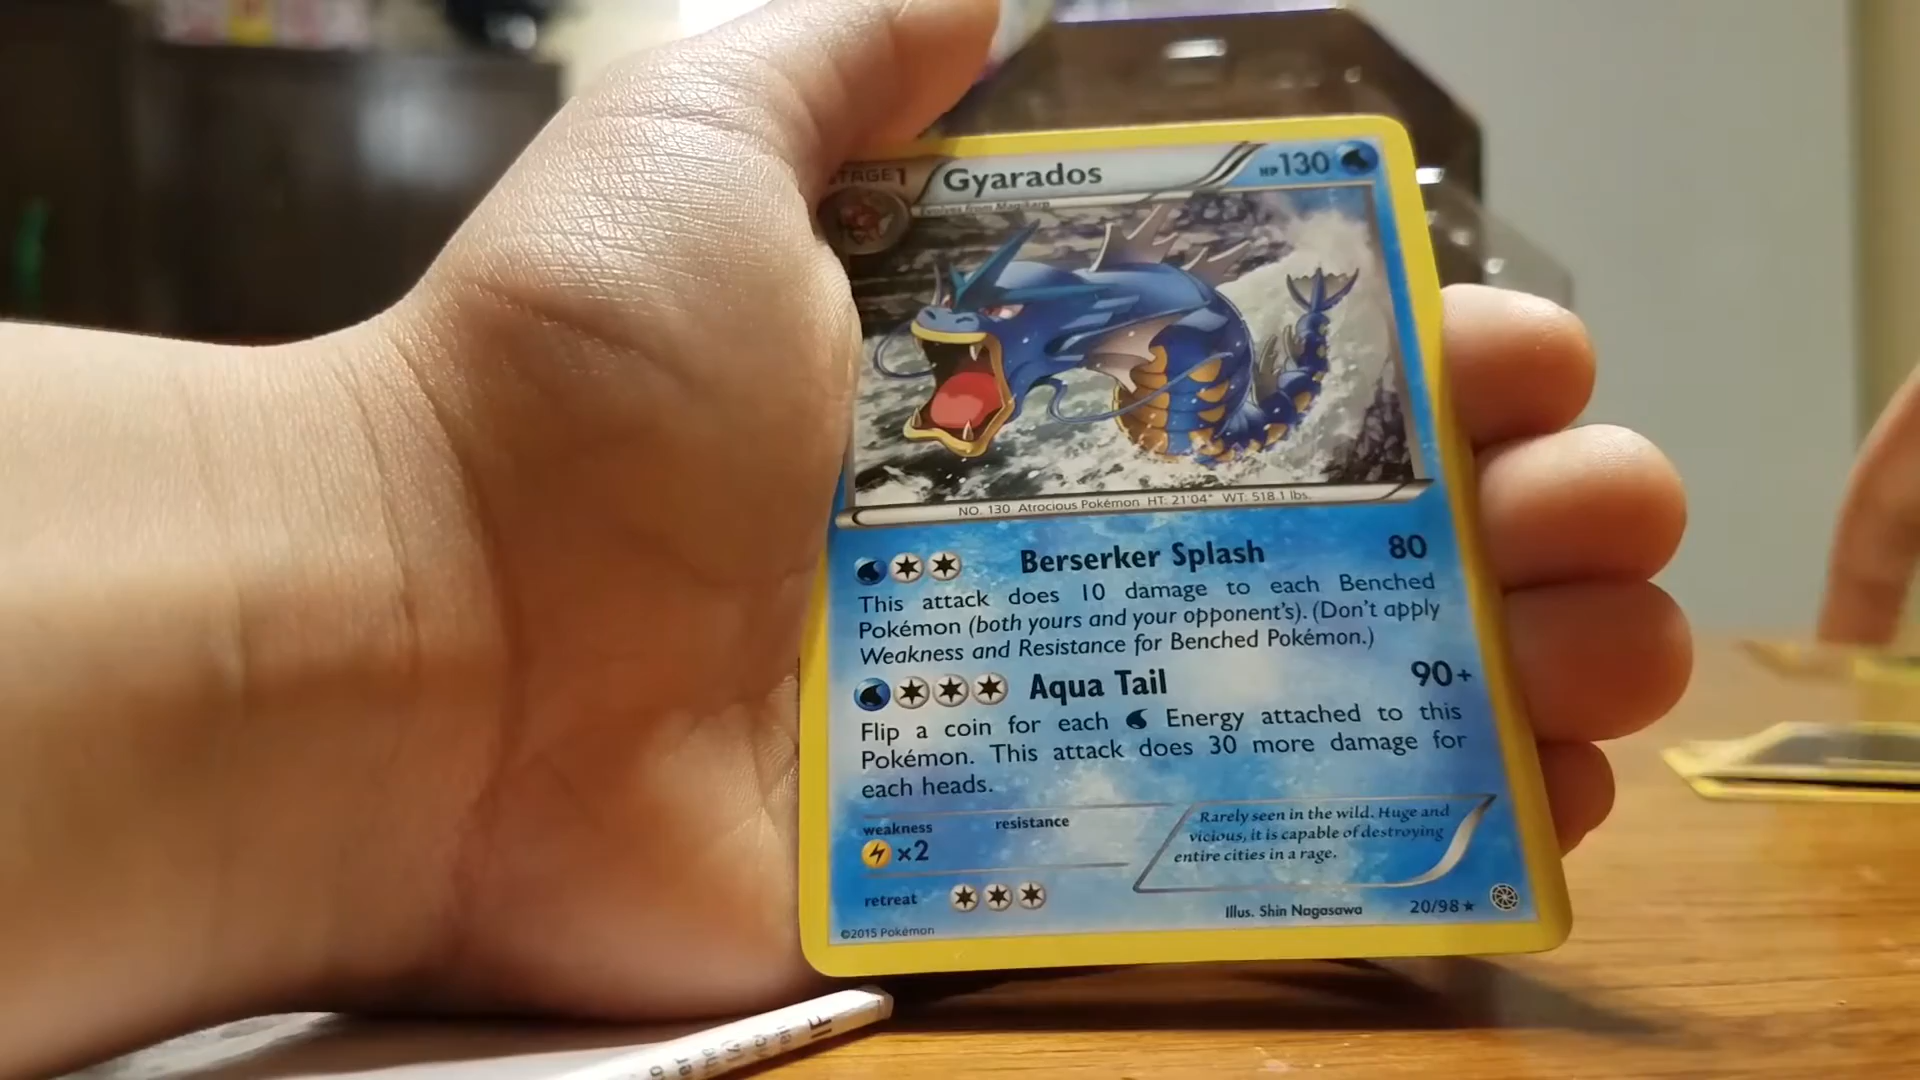 STAGE1 Gyarados HP130
Evolves from Magikarp
NO. 130 Atrocious Pokémon HT: 21'04" WT: 518.1 lbs.
Berserker Splash 80
This attack does 10 damage to each Benched
Pokémon (both yours and your opponent's). (Don't apply
Weakness and Resistance for Benched Pokémon.)
Aqua Tail 90+
Flip a coin for each Energy attached to this
Pokémon. This attack does 30 more damage for
each heads.
weakness resistance
×2
Rarely seen in the wild. Huge and
vicious, it is capable of destroying
entire cities in a rage.
retreat
Illus. Shin Nagasawa 20/98
©2015 Pokémon
IF